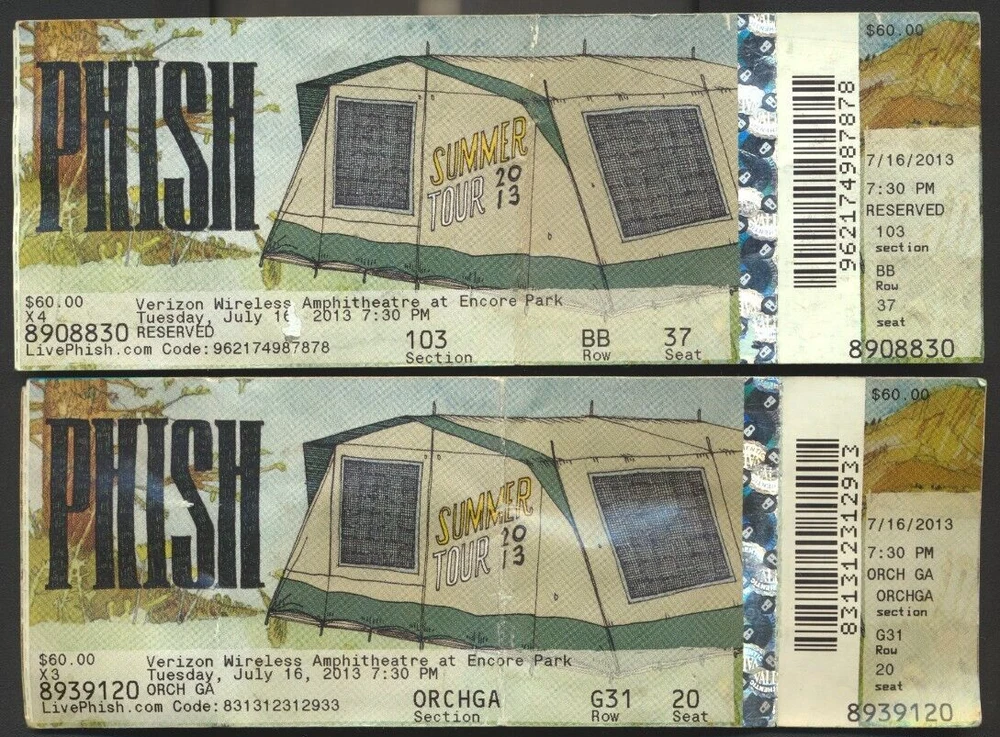 PHISH
SUMMER
TOUR 20
13
$60.00 Verizon Wireless Amphitheatre at Encore Park
X4 Tuesday, July 16, 2013 7:30 PM
8908830 RESERVED 103 BB 37
LivePhish.com Code:962174987878 Section Row Seat
962174987878
$60.00
7/16/2013
7:30 PM
RESERVED
103
section
BB
Row
37
seat
8908830
PHISH
SUMMER
TOUR 20
13
$60.00 Verizon Wireless Amphitheatre at Encore Park
X3 Tuesday, July 16, 2013 7:30 PM
8939120 ORCH GA ORCHGA G31 20
LivePhish.com Code:831312312933 Section Row Seat
831312312933
$60.00
7/16/2013
7:30 PM
ORCH GA
ORCHGA
section
G31
Row
20
seat
8939120